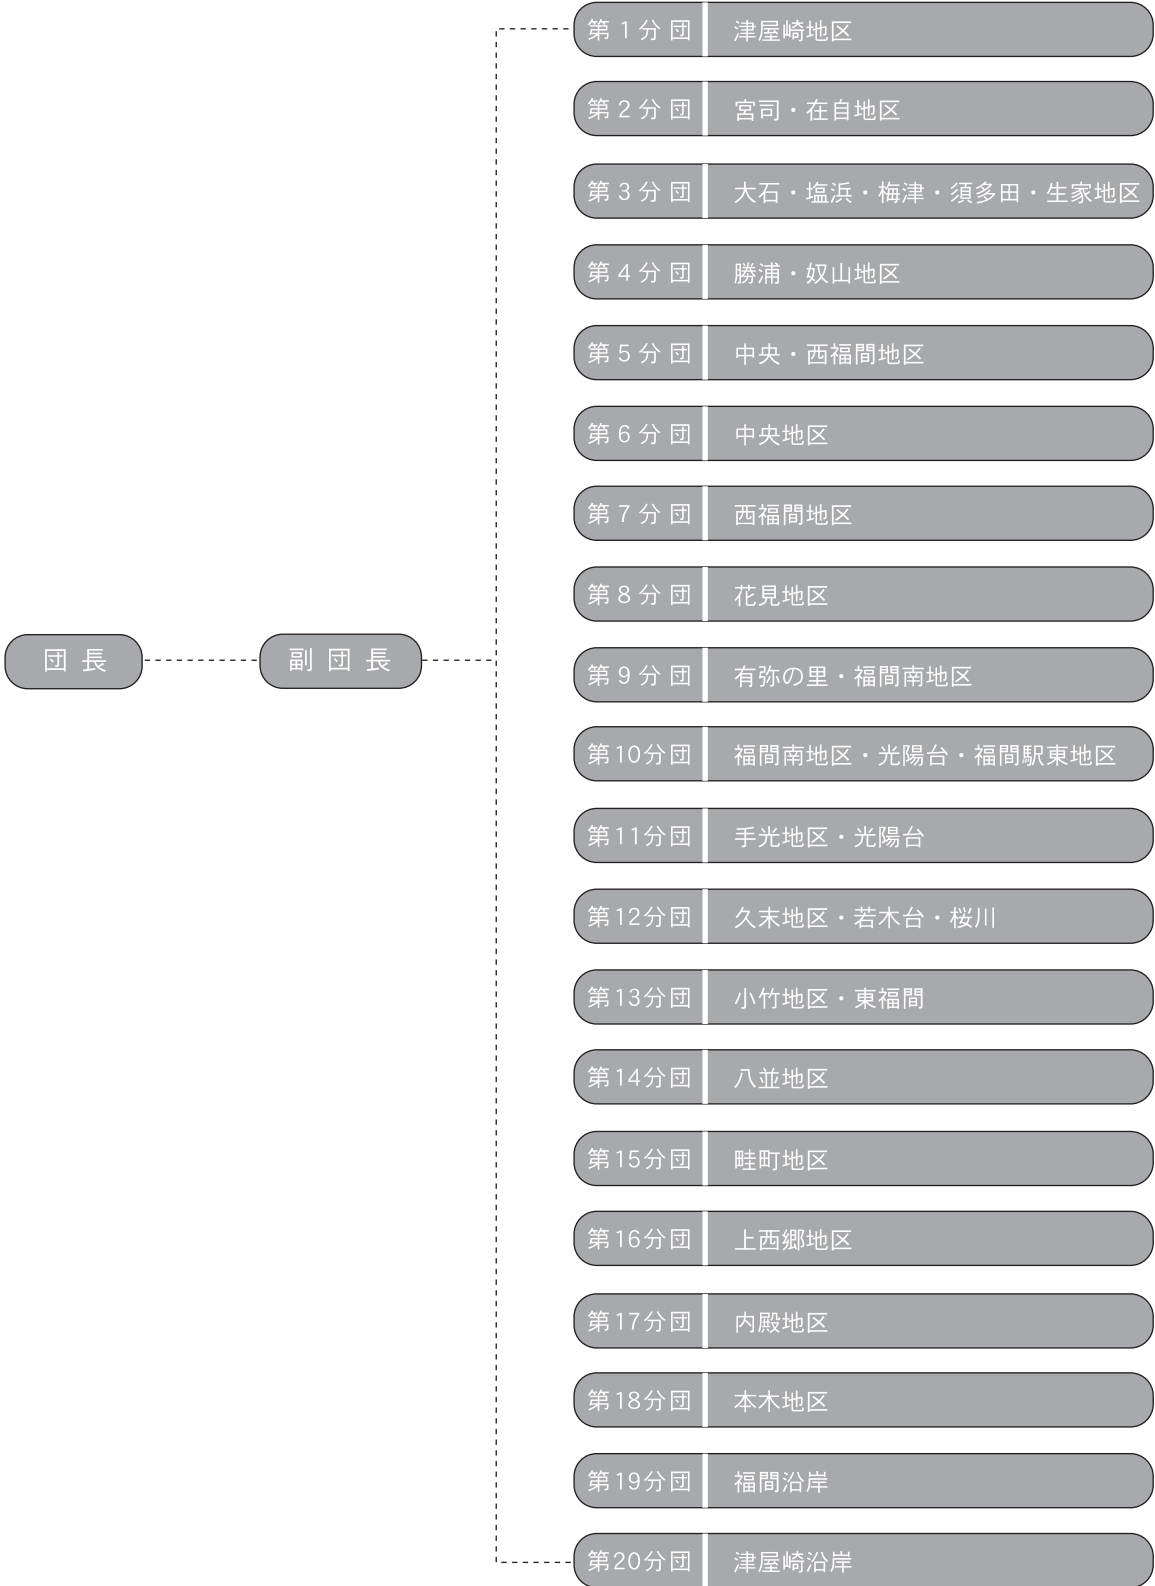 団 長
副 団 長
第 1 分 団 津屋崎地区
第 2 分 団 宮司・在自地区
第 3 分 団 大石・塩浜・梅津・須多田・生家地区
第 4 分 団 勝浦・奴山地区
第 5 分 団 中央・西福間地区
第 6 分 団 中央地区
第 7 分 団 西福間地区
第 8 分 団 花見地区
第 9 分 団 有弥の里・福間南地区
第10分団 福間南地区・光陽台・福間駅東地区
第11分団 手光地区・光陽台
第12分団 久末地区・若木台・桜川
第13分団 小竹地区・東福間
第14分団 八並地区
第15分団 畦町地区
第16分団 上西郷地区
第17分団 内殿地区
第18分団 本木地区
第19分団 福間沿岸
第20分団 津屋崎沿岸